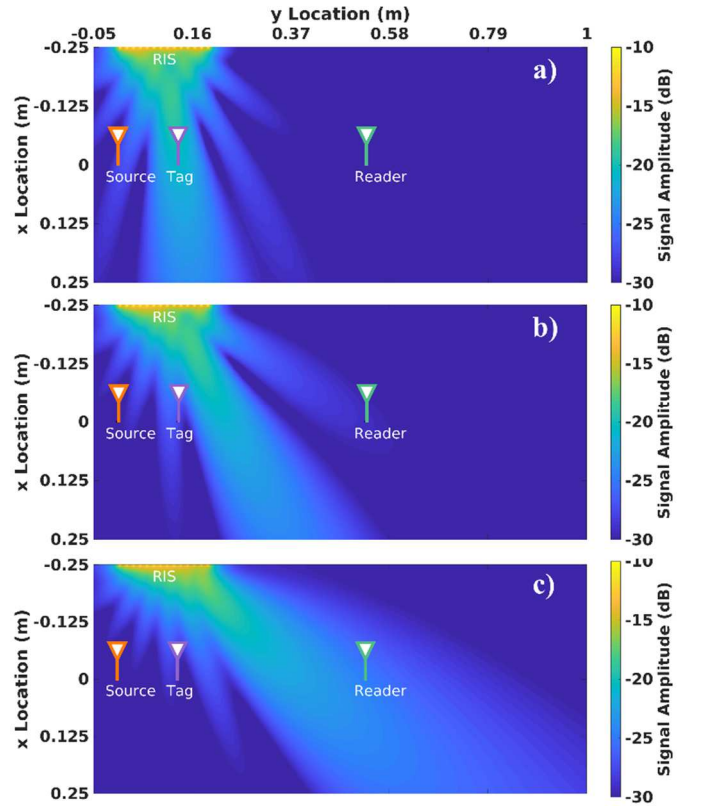 y Location (m)
-0.05 0.16 0.37 0.58 0.79 1
-0.25
-0.125
0
0.125
0.25
x Location (m)
RIS
a)
Source Tag Reader
-10
-15
-20
-25
-30
Signal Amplitude (dB)
-0.25
-0.125
0
0.125
0.25
x Location (m)
RIS
b)
Source Tag Reader
-10
-15
-20
-25
-30
Signal Amplitude (dB)
-0.25
-0.125
0
0.125
0.25
x Location (m)
RIS
c)
Source Tag Reader
-10
-15
-20
-25
-30
Signal Amplitude (dB)